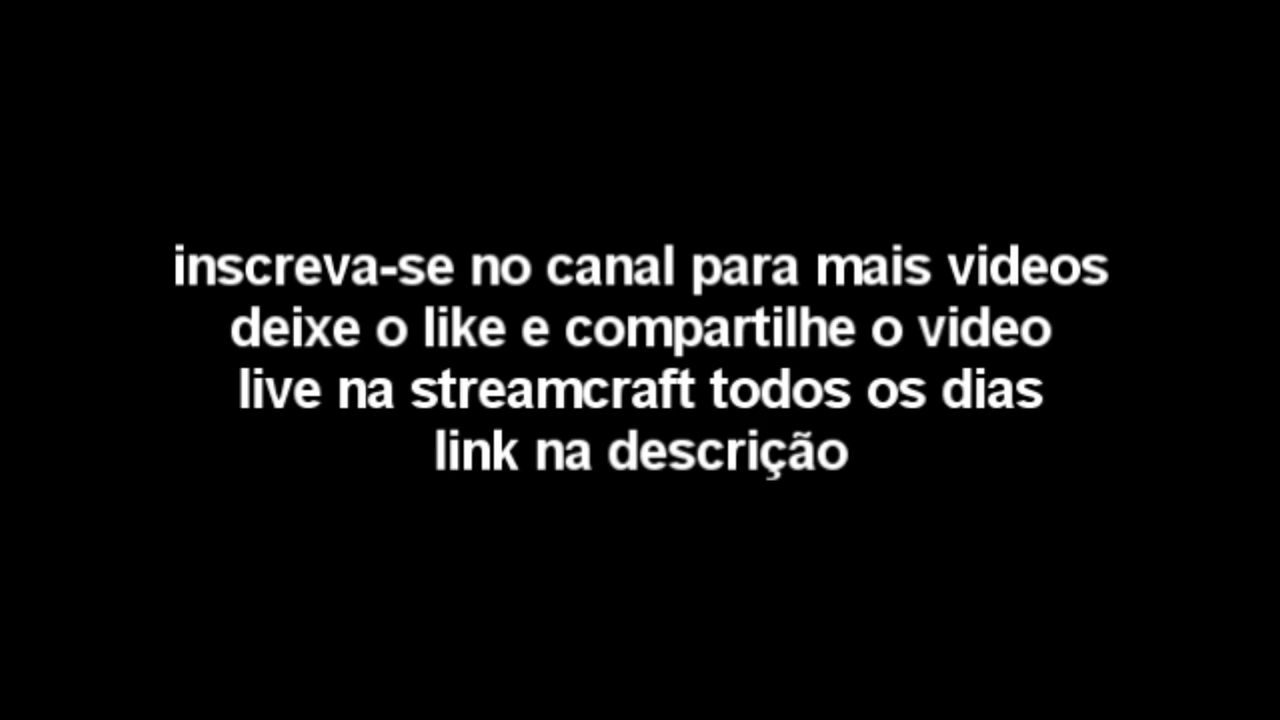 inscreva-se no canal para mais videos
deixe o like e compartilhe o video
live na streamcraft todos os dias
link na descrição